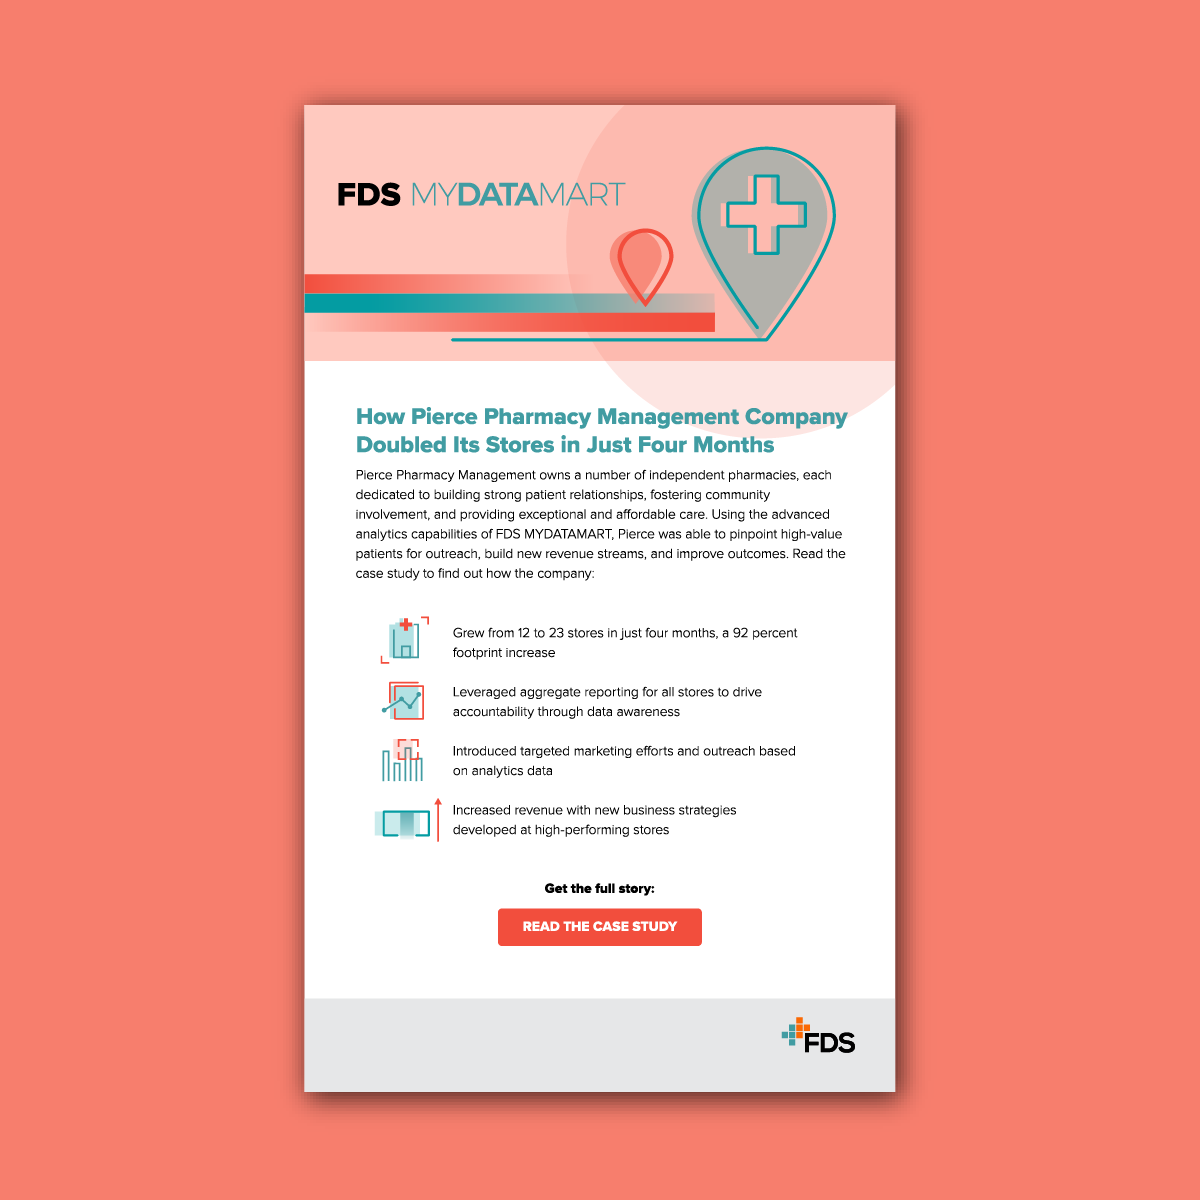 FDS MYDATAMART
How Pierce Pharmacy Management Company
Doubled Its Stores in Just Four Months
Pierce Pharmacy Management owns a number of independent pharmacies, each
dedicated to building strong patient relationships, fostering community
involvement, and providing exceptional and affordable care. Using the advanced
analytics capabilities of FDS MYDATAMART, Pierce was able to pinpoint high-value
patients for outreach, build new revenue streams, and improve outcomes. Read the
case study to find out how the company:
Grew from 12 to 23 stores in just four months, a 92 percent
footprint increase
Leveraged aggregate reporting for all stores to drive
accountability through data awareness
Introduced targeted marketing efforts and outreach based
on analytics data
Increased revenue with new business strategies
developed at high-performing stores
Get the full story:
READ THE CASE STUDY
FDS